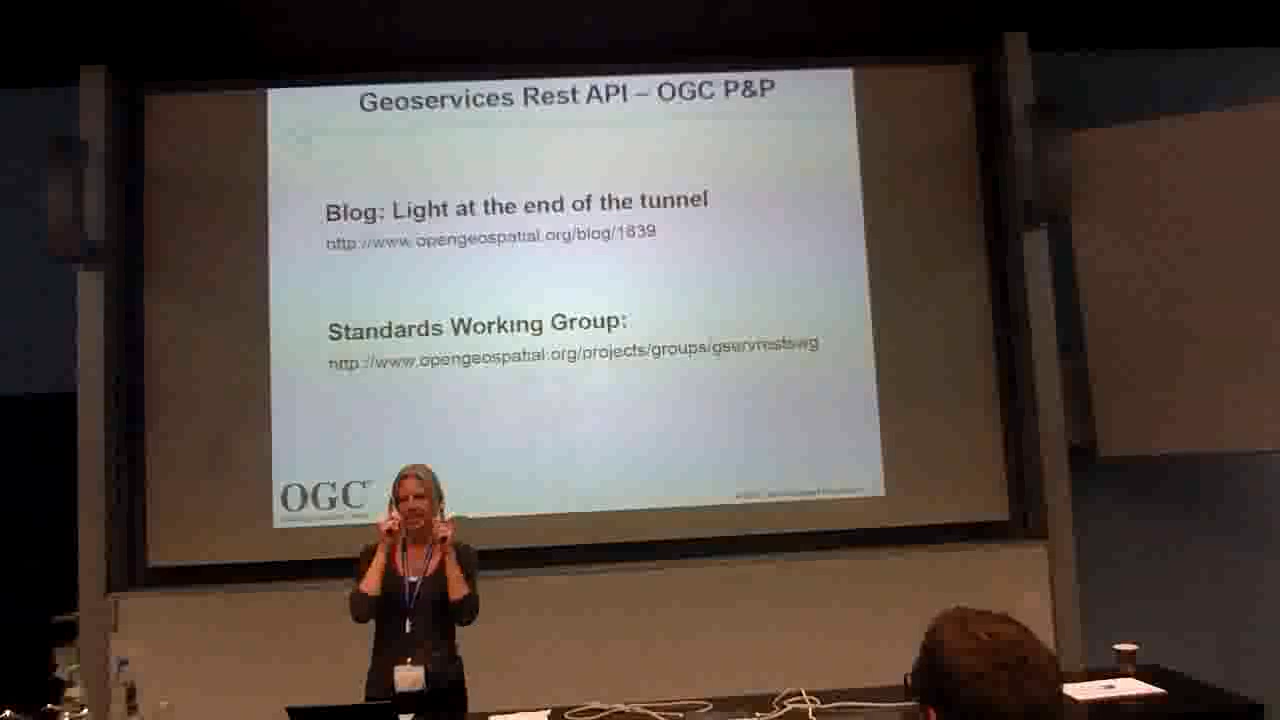 Geoservices Rest API – OGC P&P
Blog: Light at the end of the tunnel
http://www.opengeospatial.org/blog/1839
Standards Working Group:
http://www.opengeospatial.org/projects/groups/gservrestswg
OGC